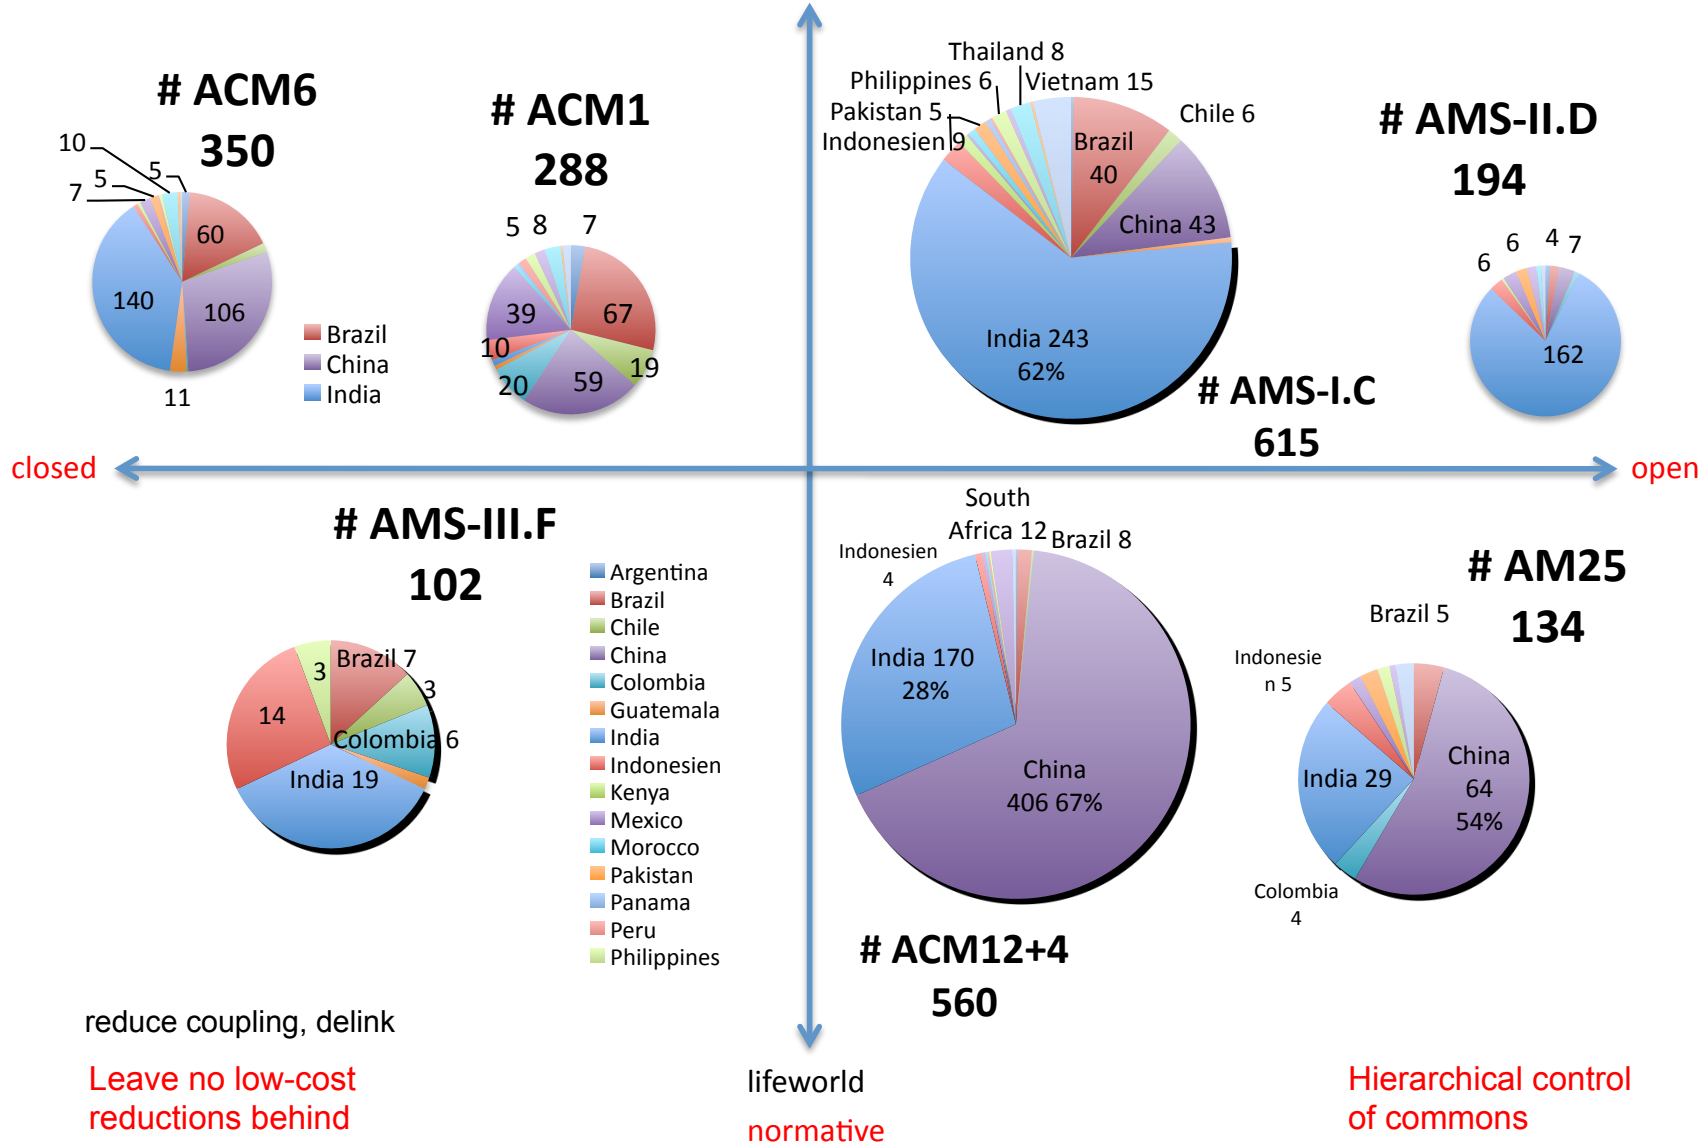 # ACM6
350
10
5
5
7
60
140
106
11
Brazil
China
India
# ACM1
288
5
8
7
39
67
10
19
20
59
Thailand 8
Philippines 6
Vietnam 15
Pakistan 5
Chile 6
Indonesien 9
Brazil
40
China 43
India 243
62%
# AMS-I.C
615
# AMS-II.D
194
6
4
7
6
162
closed
open
# AMS-III.F
102
3
Brazil 7
3
14
Colombia 6
India 19
Argentina
Brazil
Chile
China
Colombia
Guatemala
India
Indonesien
Kenya
Mexico
Morocco
Pakistan
Panama
Peru
Philippines
South
Africa 12
Brazil 8
Indonesien
4
India 170
28%
China
406 67%
# ACM12+4
560
# AM25
134
Brazil 5
Indonesie
n 5
India 29
China
64
54%
Colombia
4
reduce coupling, delink
Leave no low-cost
reductions behind
lifeworld
normative
Hierarchical control
of commons